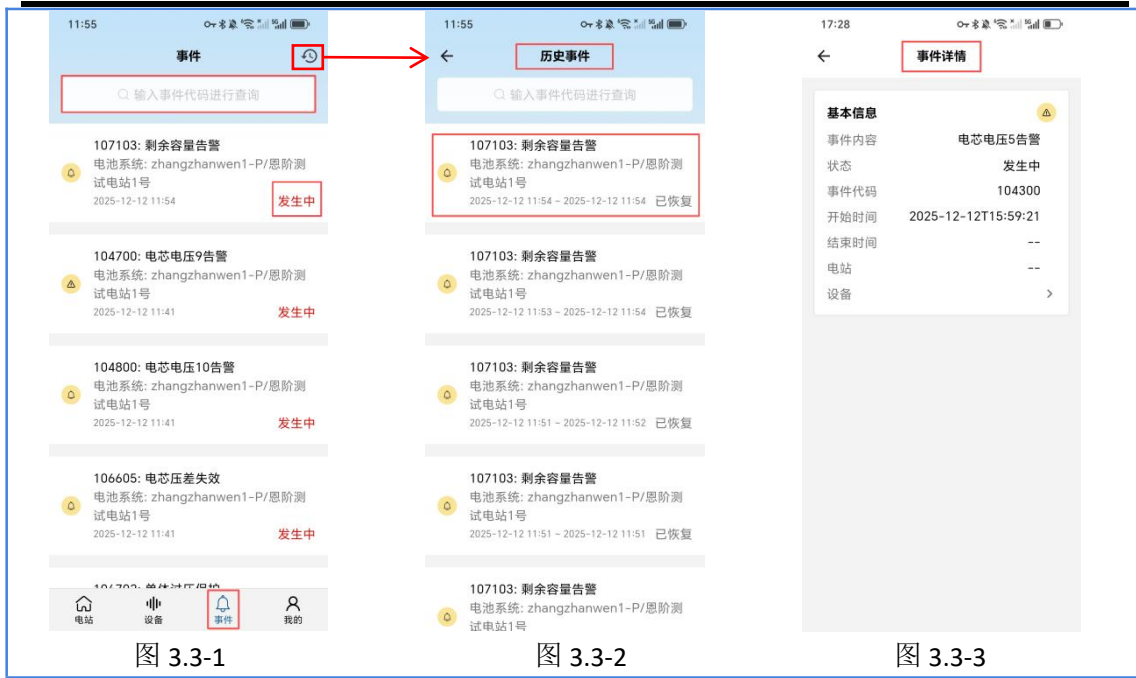 11:55
事件
输入事件代码进行查询
107103: 剩余容量告警
电池系统: zhangzhanwen1-P/恩阶测
试电站1号
2025-12-12 11:54
发生中
104700: 电芯电压9告警
电池系统: zhangzhanwen1-P/恩阶测
试电站1号
2025-12-12 11:41
发生中
104800: 电芯电压10告警
电池系统: zhangzhanwen1-P/恩阶测
试电站1号
2025-12-12 11:41
发生中
106605: 电芯压差失效
电池系统: zhangzhanwen1-P/恩阶测
试电站1号
2025-12-12 11:41
发生中
电站
设备
事件
我的
图 3.3-1
11:55
历史事件
输入事件代码进行查询
107103: 剩余容量告警
电池系统: zhangzhanwen1-P/恩阶测
试电站1号
2025-12-12 11:54 ~ 2025-12-12 11:54 已恢复
107103: 剩余容量告警
电池系统: zhangzhanwen1-P/恩阶测
试电站1号
2025-12-12 11:53 ~ 2025-12-12 11:54 已恢复
107103: 剩余容量告警
电池系统: zhangzhanwen1-P/恩阶测
试电站1号
2025-12-12 11:51 ~ 2025-12-12 11:52 已恢复
107103: 剩余容量告警
电池系统: zhangzhanwen1-P/恩阶测
试电站1号
2025-12-12 11:51 ~ 2025-12-12 11:51 已恢复
107103: 剩余容量告警
电池系统: zhangzhanwen1-P/恩阶测
试电站1号
图 3.3-2
17:28
事件详情
基本信息
事件内容 电芯电压5告警
状态 发生中
事件代码 104300
开始时间 2025-12-12T15:59:21
结束时间 --
电站 --
设备
图 3.3-3